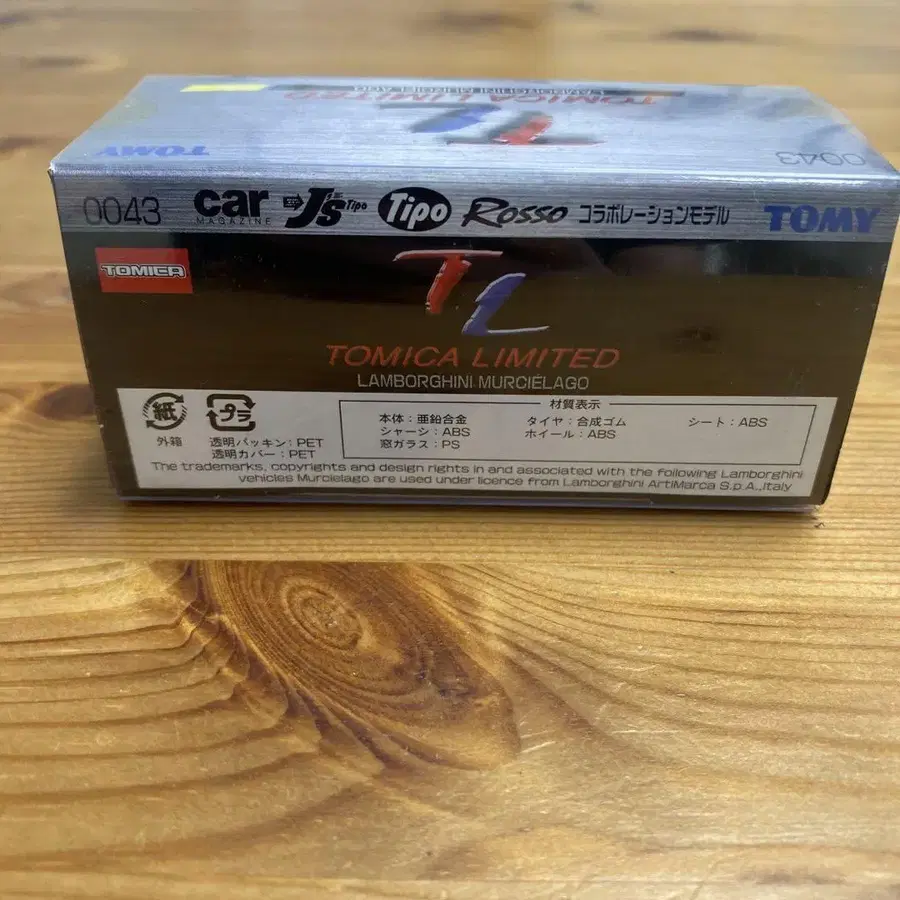 TOMICA LIMITED
LAMBORGHINI MURCIELAGO
TL
TOMY
0043
0043 car MAGAZINE J's Tipo Tipo Rosso コラボレーションモデル TOMY
TOMICA
TL
TOMICA LIMITED
LAMBORGHINI MURCIÉLAGO
紙
外箱
プラ
透明パッキン：PET
透明カバー：PET
材質表示
本体：亜鉛合金 タイヤ：合成ゴム シート：ABS
シャーシ：ABS ホイール：ABS
窓ガラス：PS
The trademarks, copyrights and design rights in and associated with the following Lamborghini
vehicles Murcielago are used under licence from Lamborghini ArtiMarca S.p.A.,Italy